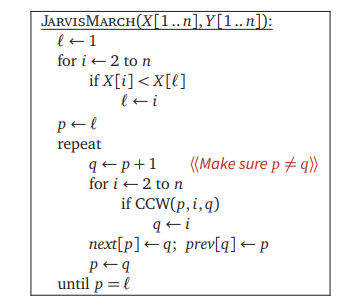 JARVISMARCH(X[1..n],Y[1..n]):
ℓ ← 1
for i ← 2 to n
if X[i] < X[ℓ]
ℓ ← i
p ← ℓ
repeat
q ← p + 1 ⟨⟨Make sure p ≠ q⟩⟩
for i ← 2 to n
if CCW(p, i, q)
q ← i
next[p] ← q; prev[q] ← p
p ← q
until p = ℓ